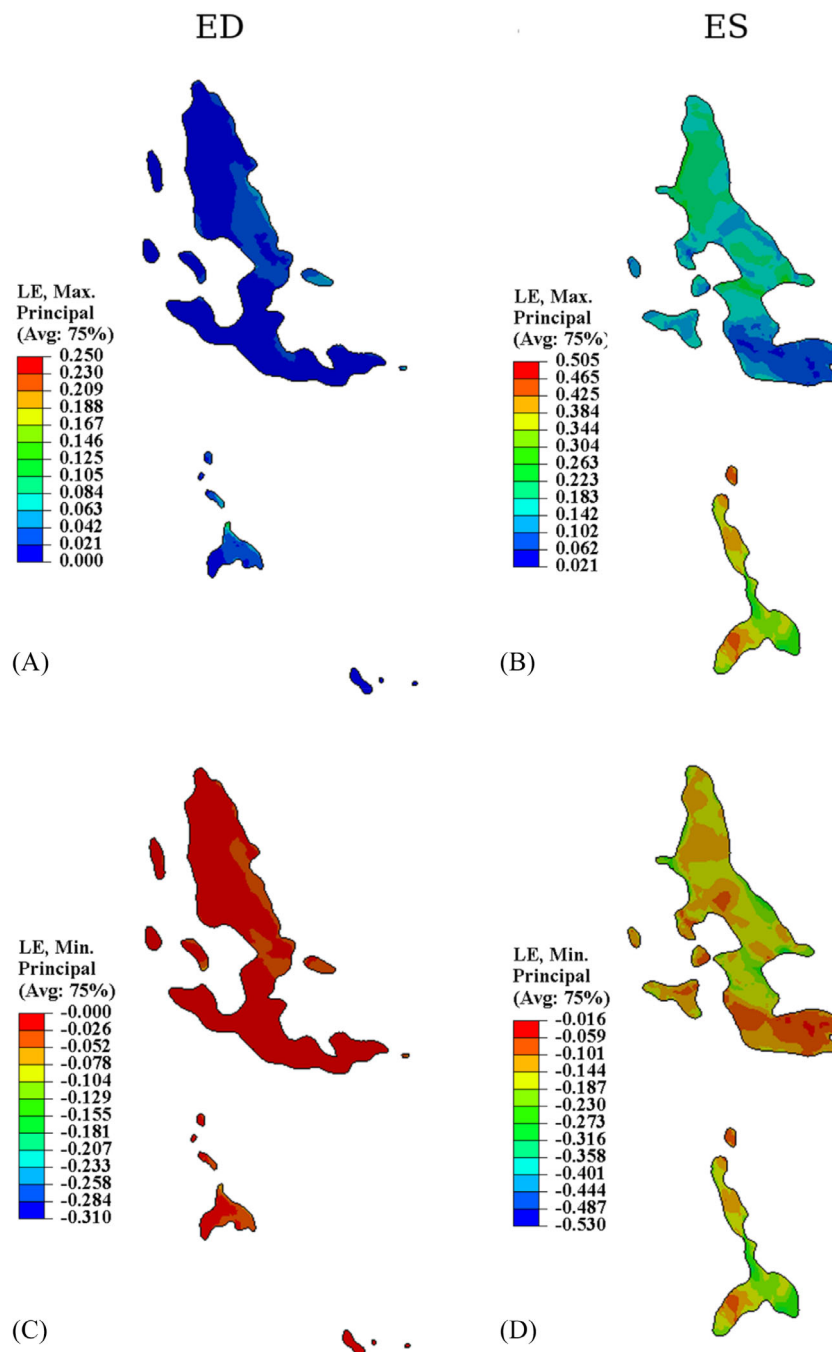 ED
ES
LE, Max.
Principal
(Avg: 75%)
0.250
0.230
0.209
0.188
0.167
0.146
0.125
0.105
0.084
0.063
0.042
0.021
0.000
(A)
LE, Max.
Principal
(Avg: 75%)
0.505
0.465
0.425
0.384
0.344
0.304
0.263
0.223
0.183
0.142
0.102
0.062
0.021
(B)
LE, Min.
Principal
(Avg: 75%)
-0.000
-0.026
-0.052
-0.078
-0.104
-0.129
-0.155
-0.181
-0.207
-0.233
-0.258
-0.284
-0.310
(C)
LE, Min.
Principal
(Avg: 75%)
-0.016
-0.059
-0.101
-0.144
-0.187
-0.230
-0.273
-0.316
-0.358
-0.401
-0.444
-0.487
-0.530
(D)